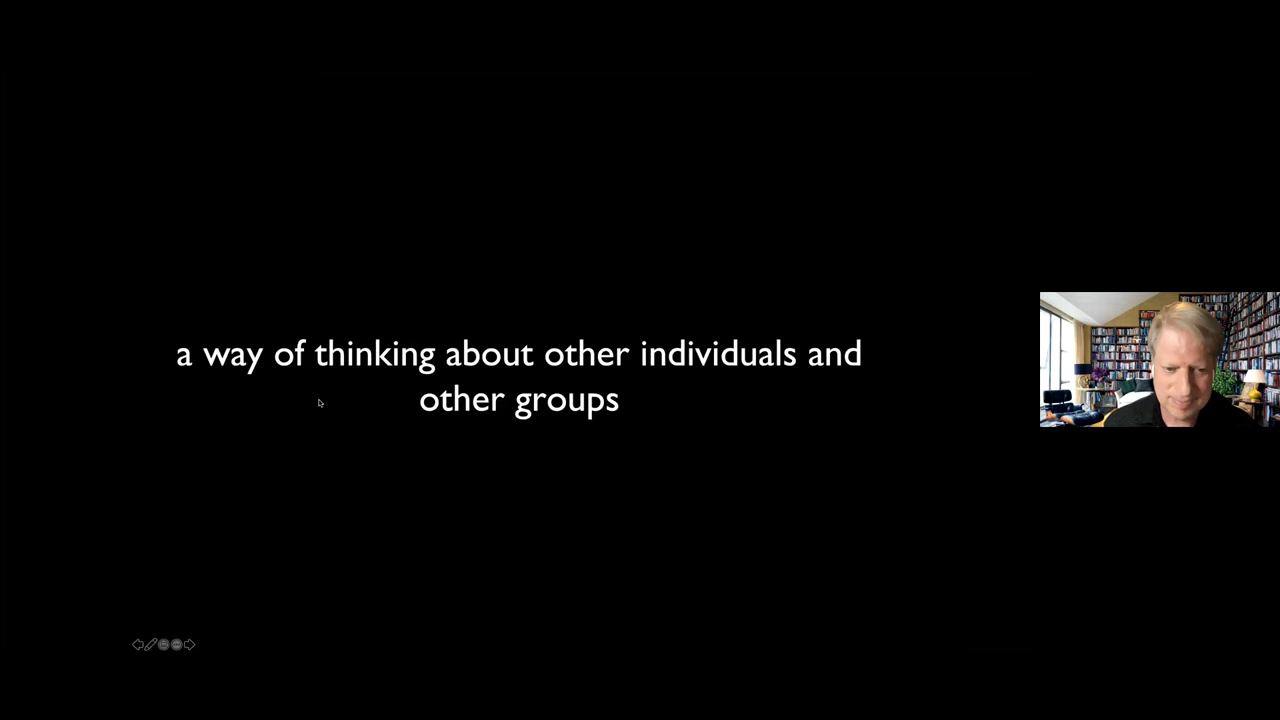 a way of thinking about other individuals and
other groups